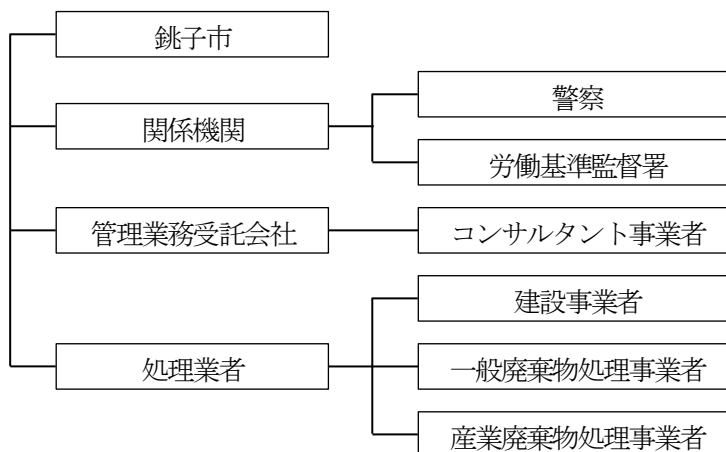 銚子市
関係機関
警察
労働基準監督署
管理業務受託会社
コンサルタント事業者
処理業者
建設事業者
一般廃棄物処理事業者
産業廃棄物処理事業者